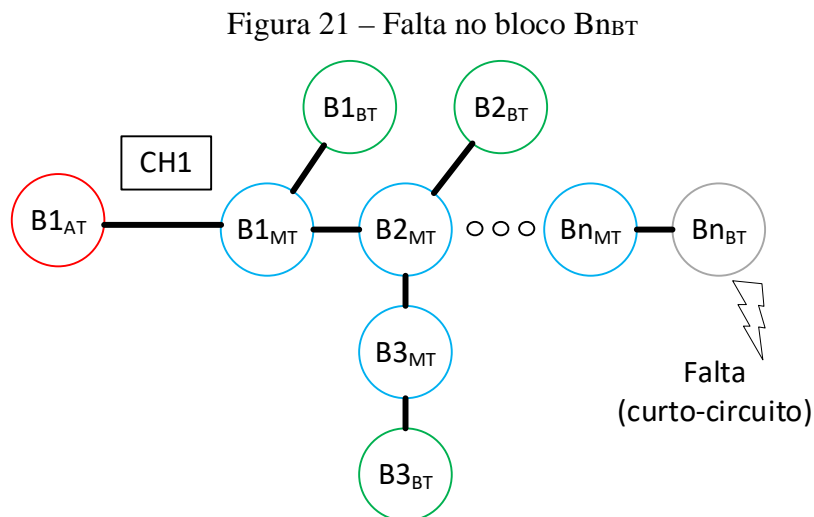 Figura 21 – Falta no bloco BnBT
B1BT
B2BT
CH1
B1AT
B1MT
B2MT
BnMT
BnBT
B3MT
Falta
(curto-circuito)
B3BT